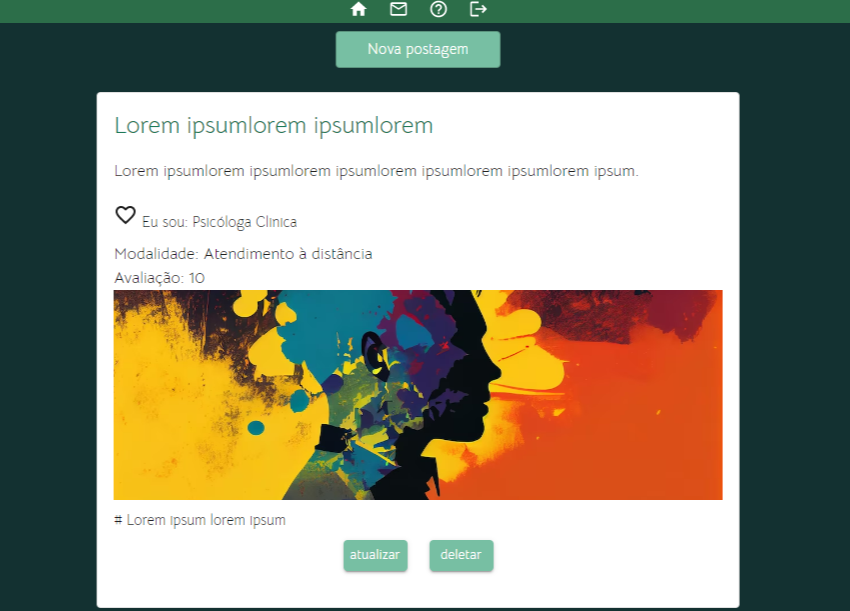 Nova postagem
Lorem ipsumlorem ipsumlorem
Lorem ipsumlorem ipsumlorem ipsumlorem ipsumlorem ipsumlorem ipsum.
Eu sou: Psicóloga Clinica
Modalidade: Atendimento à distância
Avaliação: 10
# Lorem ipsum lorem ipsum
atualizar
deletar